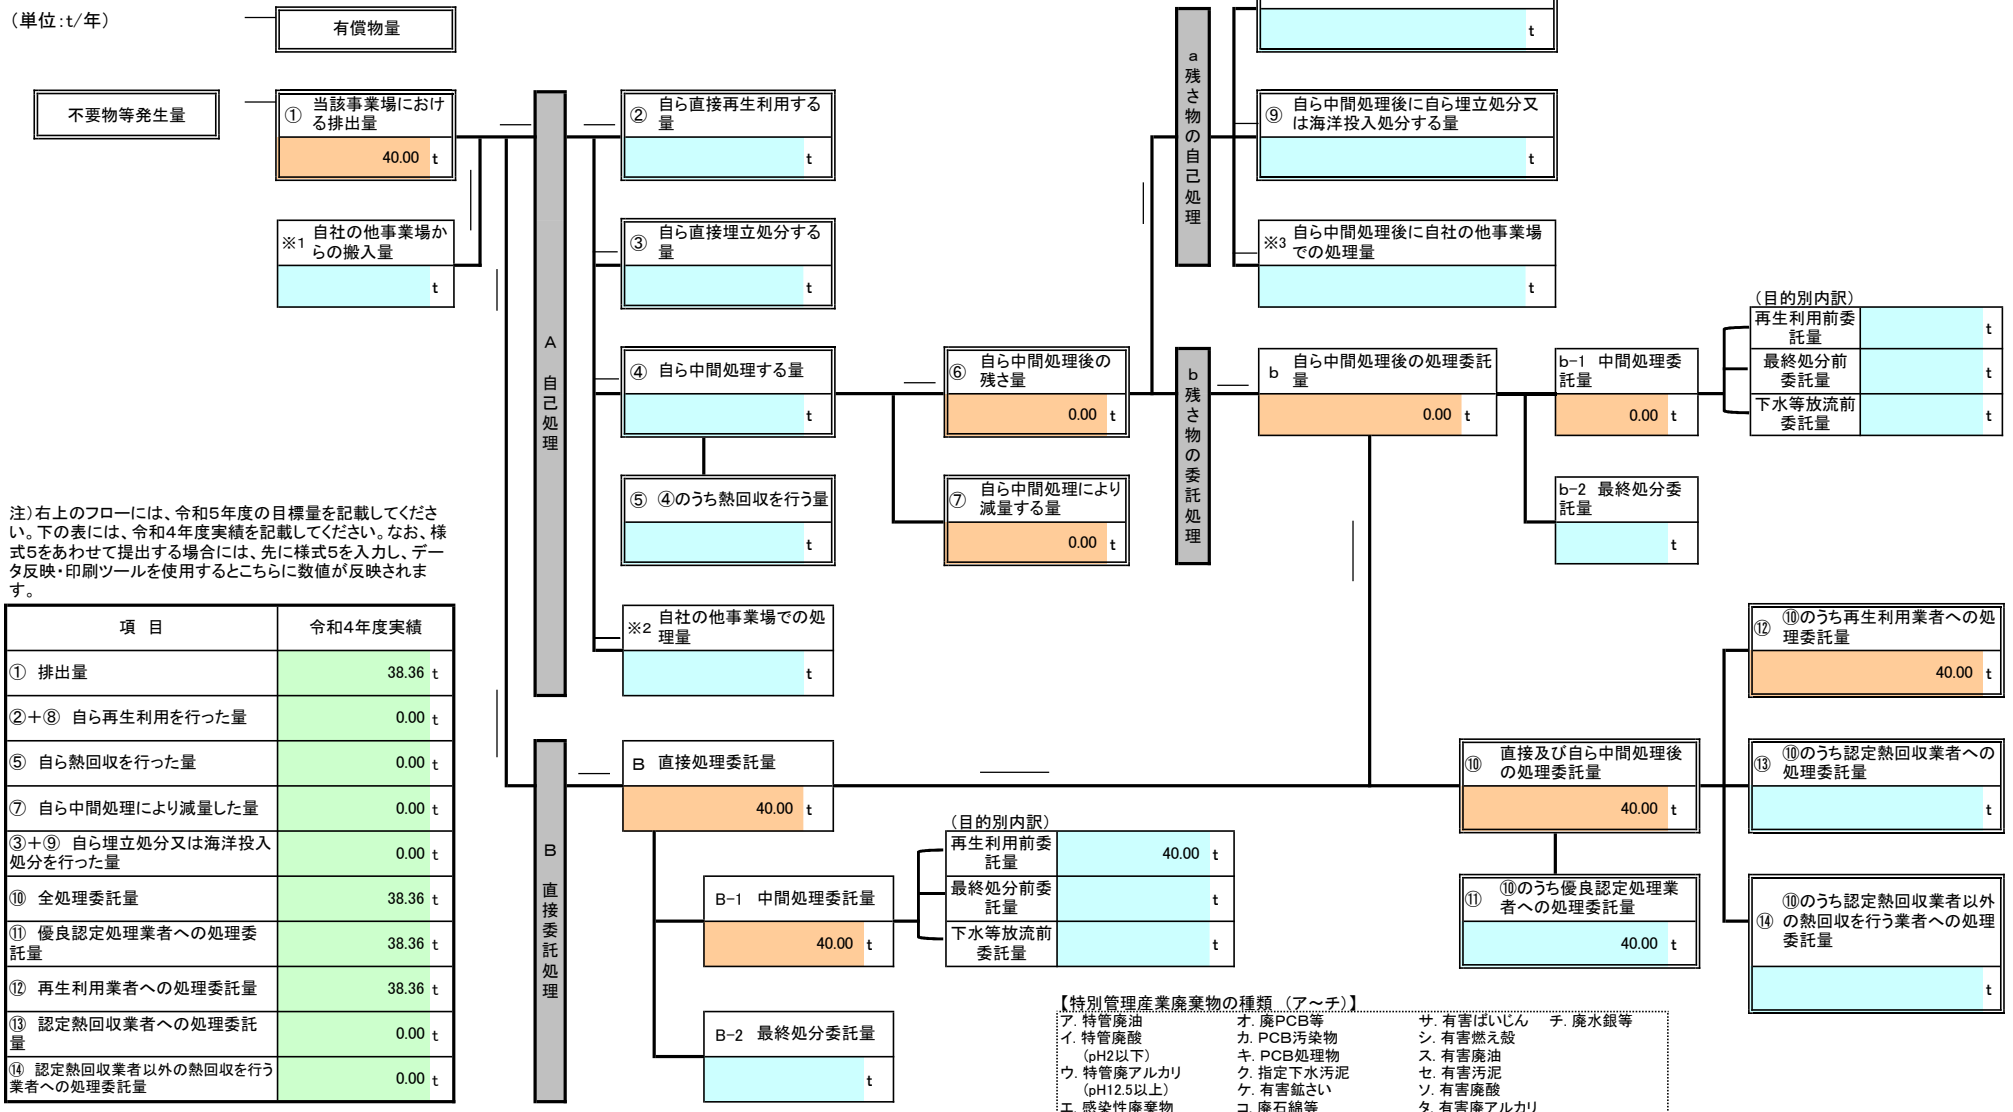 （単位：t/年）
有償物量
t
不要物等発生量
① 当該事業場におけ
る排出量
40.00 t
※1 自社の他事業場か
らの搬入量
t
A 自己処理
② 自ら直接再生利用する
量
t
③ 自ら直接埋立処分する
量
t
④ 自ら中間処理する量
t
⑤ ④のうち熱回収を行う量
t
※2 自社の他事業場での処
理量
t
⑥ 自ら中間処理後の
残さ量
0.00 t
⑦ 自ら中間処理により
減量する量
0.00 t
a 残さ物の自己処理
⑨ 自ら中間処理後に自ら埋立処分又
は海洋投入処分する量
t
※3 自ら中間処理後に自社の他事業場
での処理量
t
b 残さ物の委託処理
b 自ら中間処理後の処理委託
量
0.00 t
b-1 中間処理委
託量
0.00 t
b-2 最終処分委
託量
t
（目的別内訳）
再生利用前委
託量
t
最終処分前
委託量
t
下水等放流前
委託量
t
注）右上のフローには、令和5年度の目標量を記載してくださ
い。下の表には、令和4年度実績を記載してください。なお、様
式5をあわせて提出する場合には、先に様式5を入力し、デー
タ反映・印刷ツールを使用するとこちらに数値が反映されま
す。
項 目 令和4年度実績
① 排出量 38.36 t
②＋⑧ 自ら再生利用を行った量 0.00 t
⑤ 自ら熱回収を行った量 0.00 t
⑦ 自ら中間処理により減量した量 0.00 t
③＋⑨ 自ら埋立処分又は海洋投入
処分を行った量 0.00 t
⑩ 全処理委託量 38.36 t
⑪ 優良認定処理業者への処理委
託量 38.36 t
⑫ 再生利用業者への処理委託量 38.36 t
⑬ 認定熱回収業者への処理委託
量 0.00 t
⑭ 認定熱回収業者以外の熱回収を行う
業者への処理委託量 0.00 t
B 直接委託処理
B 直接処理委託量
40.00 t
B-1 中間処理委託量
40.00 t
B-2 最終処分委託量
t
（目的別内訳）
再生利用前委
託量
40.00 t
最終処分前委
託量
t
下水等放流前
委託量
t
⑩ 直接及び自ら中間処理後
の処理委託量
40.00 t
⑪ ⑩のうち優良認定処理業
者への処理委託量
40.00 t
⑫ ⑩のうち再生利用業者への処
理委託量
40.00 t
⑬ ⑩のうち認定熱回収業者への
処理委託量
t
⑭ ⑩のうち認定熱回収業者以外
の熱回収を行う業者への処理
委託量
t
【特別管理産業廃棄物の種類 （ア～チ）】
ア. 特管廃油 オ. 廃PCB等 サ. 有害ばいじん チ. 廃水銀等
イ. 特管廃酸 カ. PCB汚染物 シ. 有害燃え殻
（pH2以下） キ. PCB処理物 ス. 有害廃油
ウ. 特管廃アルカリ ク. 指定下水汚泥 セ. 有害汚泥
（pH12.5以上） ケ. 有害鉱さい ソ. 有害廃酸
エ. 感染性廃棄物 コ. 廃石綿等 タ. 有害廃アルカリ